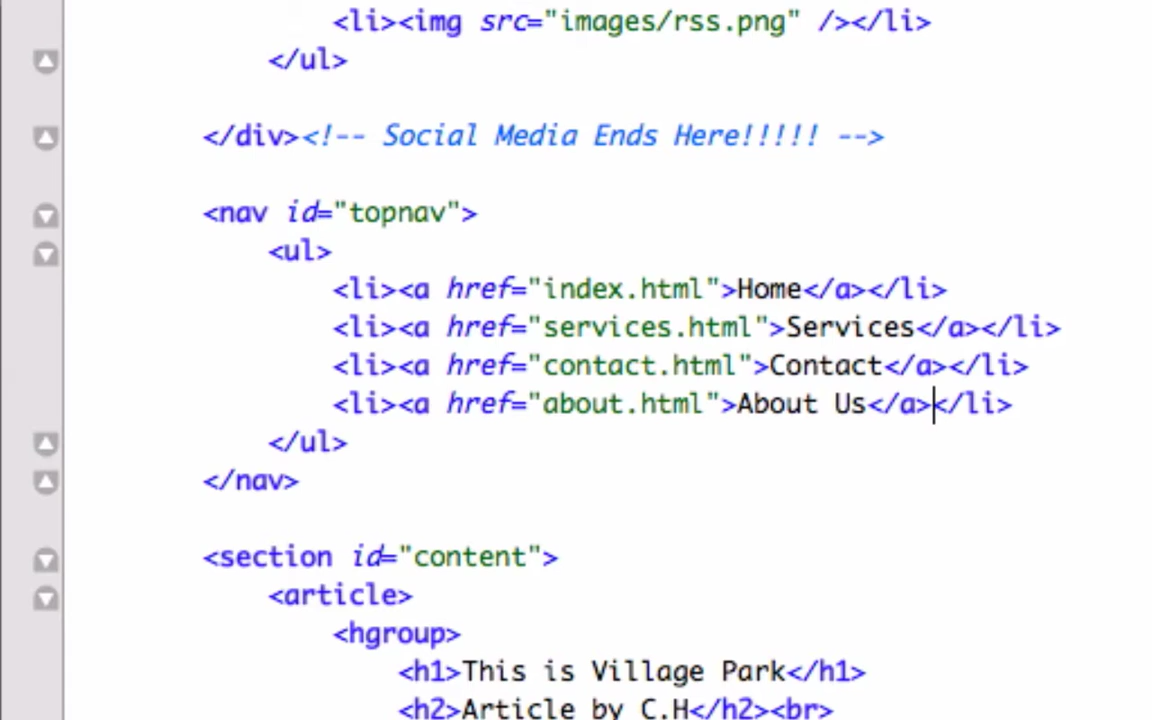 <li><img src="images/rss.png" /></li>
</ul>
</div><!-- Social Media Ends Here!!!!! -->
<nav id="topnav">
<ul>
<li><a href="index.html">Home</a></li>
<li><a href="services.html">Services</a></li>
<li><a href="contact.html">Contact</a></li>
<li><a href="about.html">About Us</a></li>
</ul>
</nav>
<section id="content">
<article>
<hgroup>
<h1>This is Village Park</h1>
<h2>Article by C.H</h2><br>